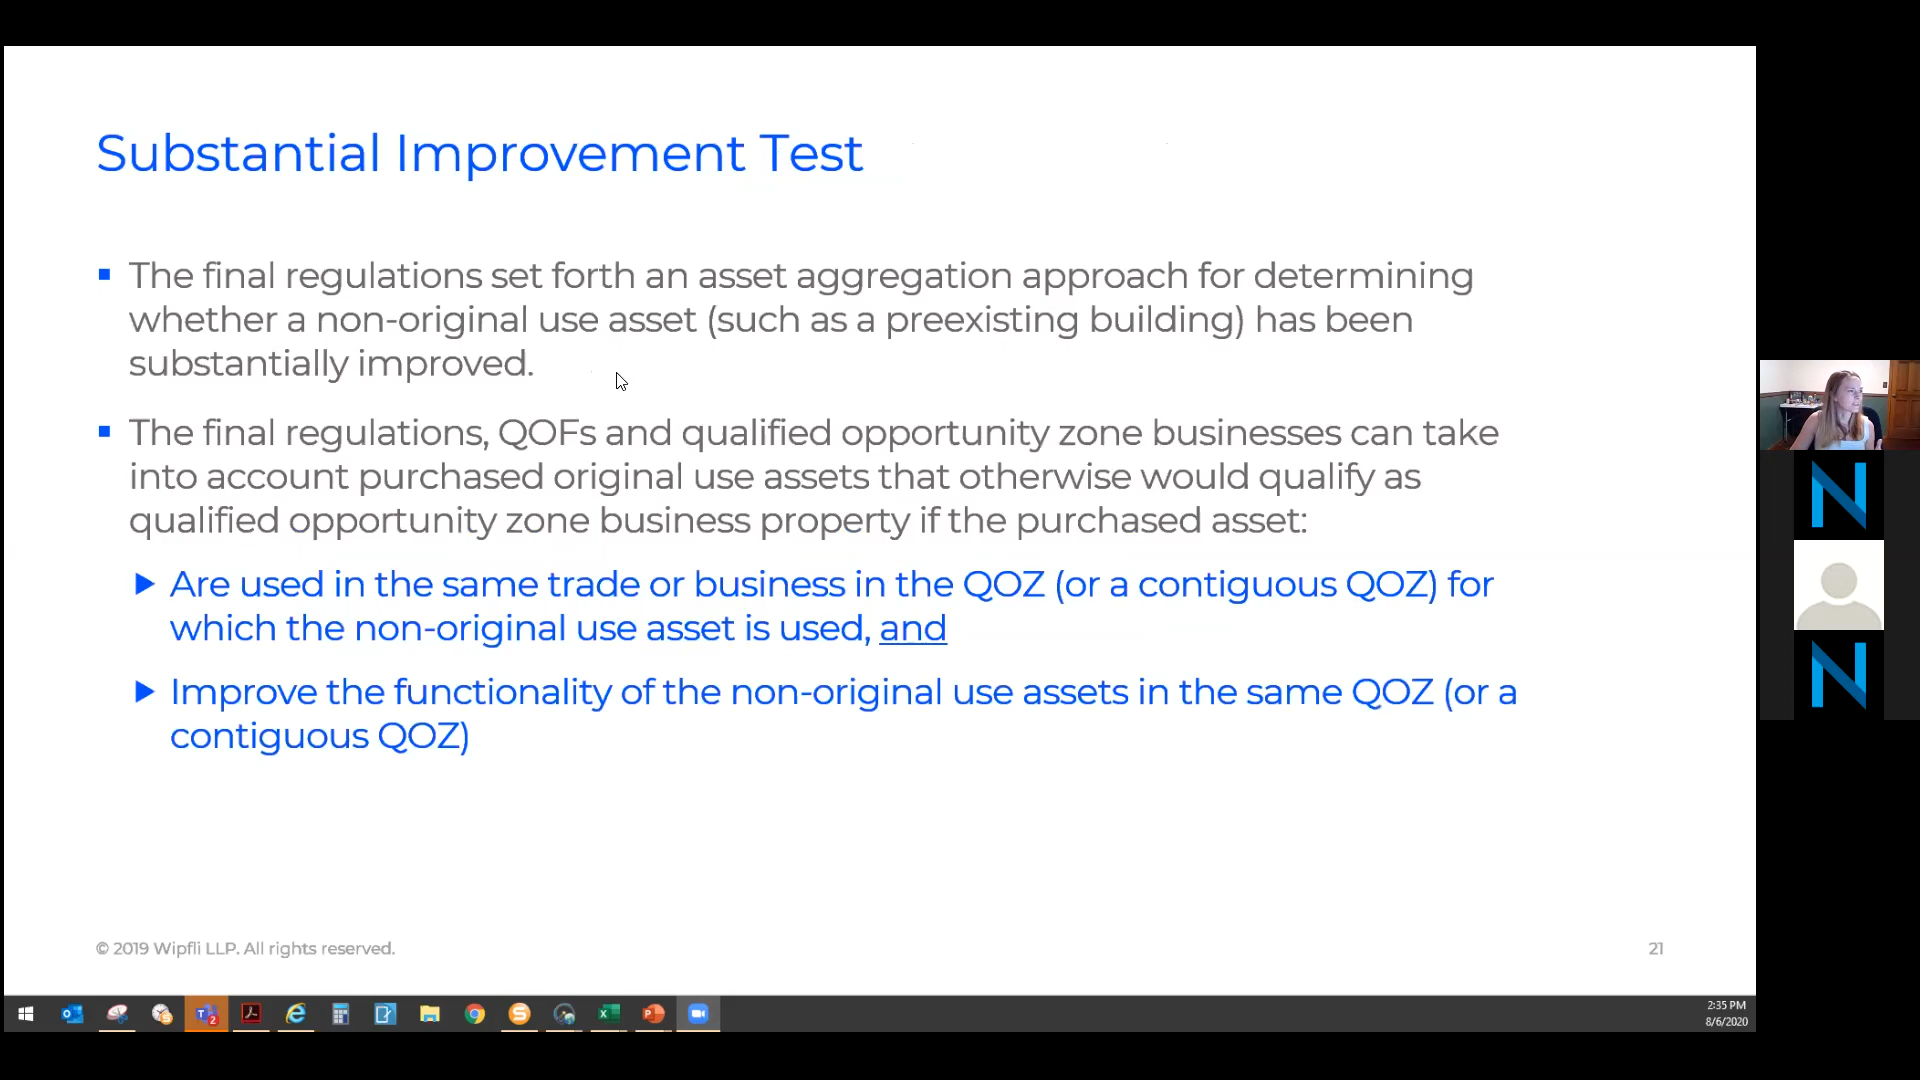 Substantial Improvement Test
The final regulations set forth an asset aggregation approach for determining
whether a non-original use asset (such as a preexisting building) has been
substantially improved.
The final regulations, QOFs and qualified opportunity zone businesses can take
into account purchased original use assets that otherwise would qualify as
qualified opportunity zone business property if the purchased asset:
Are used in the same trade or business in the QOZ (or a contiguous QOZ) for
which the non-original use asset is used, and
Improve the functionality of the non-original use assets in the same QOZ (or a
contiguous QOZ)
© 2019 Wipfli LLP. All rights reserved.
21
2:35 PM
8/6/2020